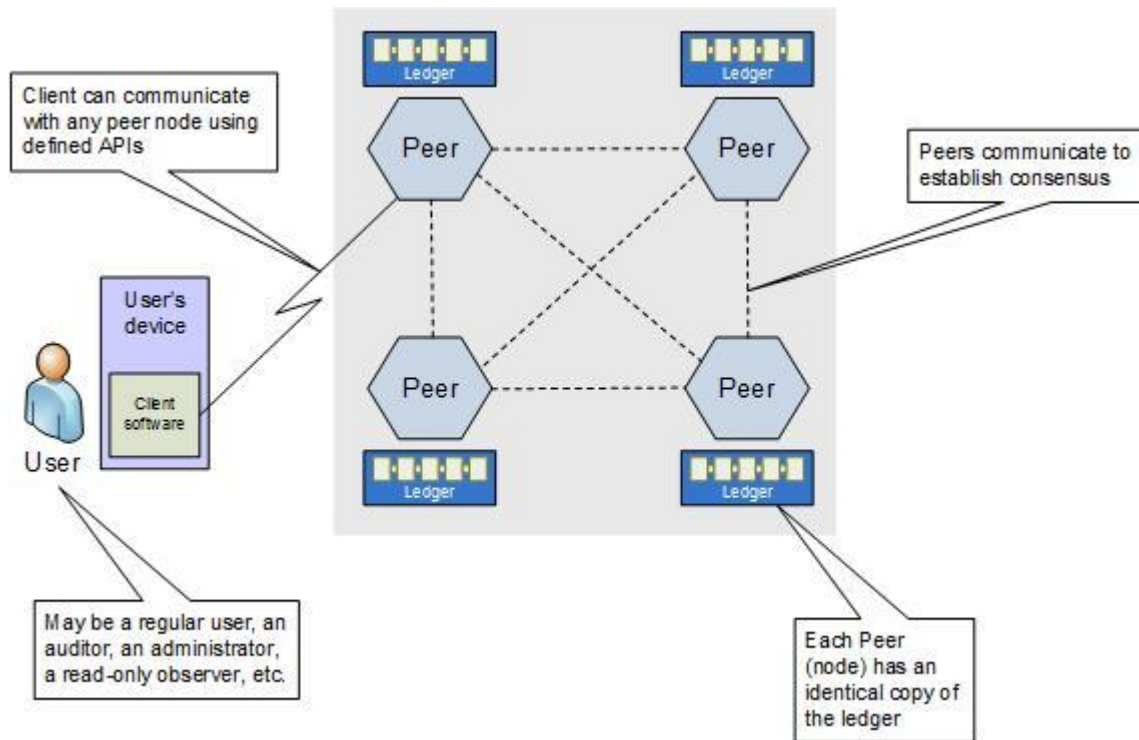 Ledger
Ledger
Client can communicate
with any peer node using
defined APIs
Peer
Peer
Peers communicate to
establish consensus
User's
device
Client
software
User
Peer
Peer
Ledger
Ledger
May be a regular user, an
auditor, an administrator,
a read-only observer, etc.
Each Peer
(node) has an
identical copy of
the ledger